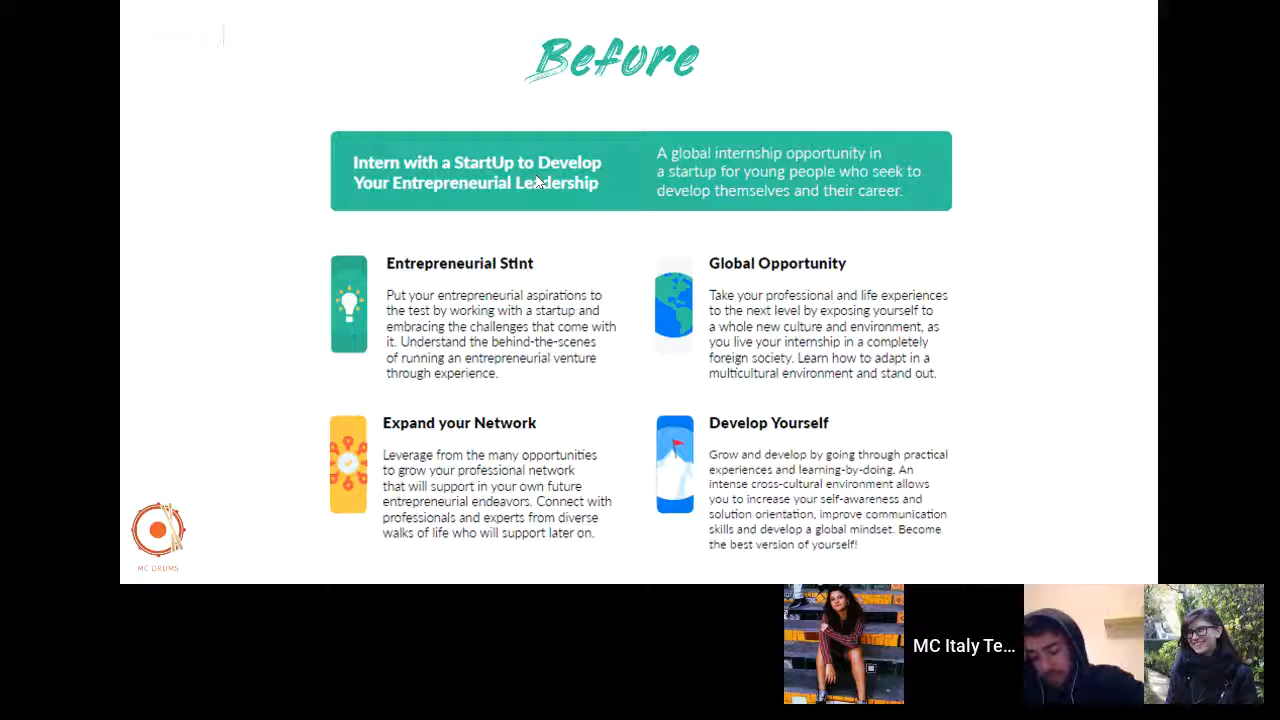 Before
Intern with a StartUp to Develop
Your Entrepreneurial Leadership
A global internship opportunity in
a startup for young people who seek to
develop themselves and their career.
Entrepreneurial Stint
Put your entrepreneurial aspirations to
the test by working with a startup and
embracing the challenges that come with
it. Understand the behind-the-scenes
of running an entrepreneurial venture
through experience.
Global Opportunity
Take your professional and life experiences
to the next level by exposing yourself to
a whole new culture and environment, as
you live your internship in a completely
foreign society. Learn how to adapt in a
multicultural environment and stand out.
Expand your Network
Leverage from the many opportunities
to grow your professional network
that will support in your own future
entrepreneurial endeavors. Connect with
professionals and experts from diverse
walks of life who will support later on.
Develop Yourself
Grow and develop by going through practical
experiences and learning-by-doing. An
intense cross-cultural environment allows
you to increase your self-awareness and
solution orientation, improve communication
skills and develop a global mindset. Become
the best version of yourself!
MC DRUMS
MC Italy Te...